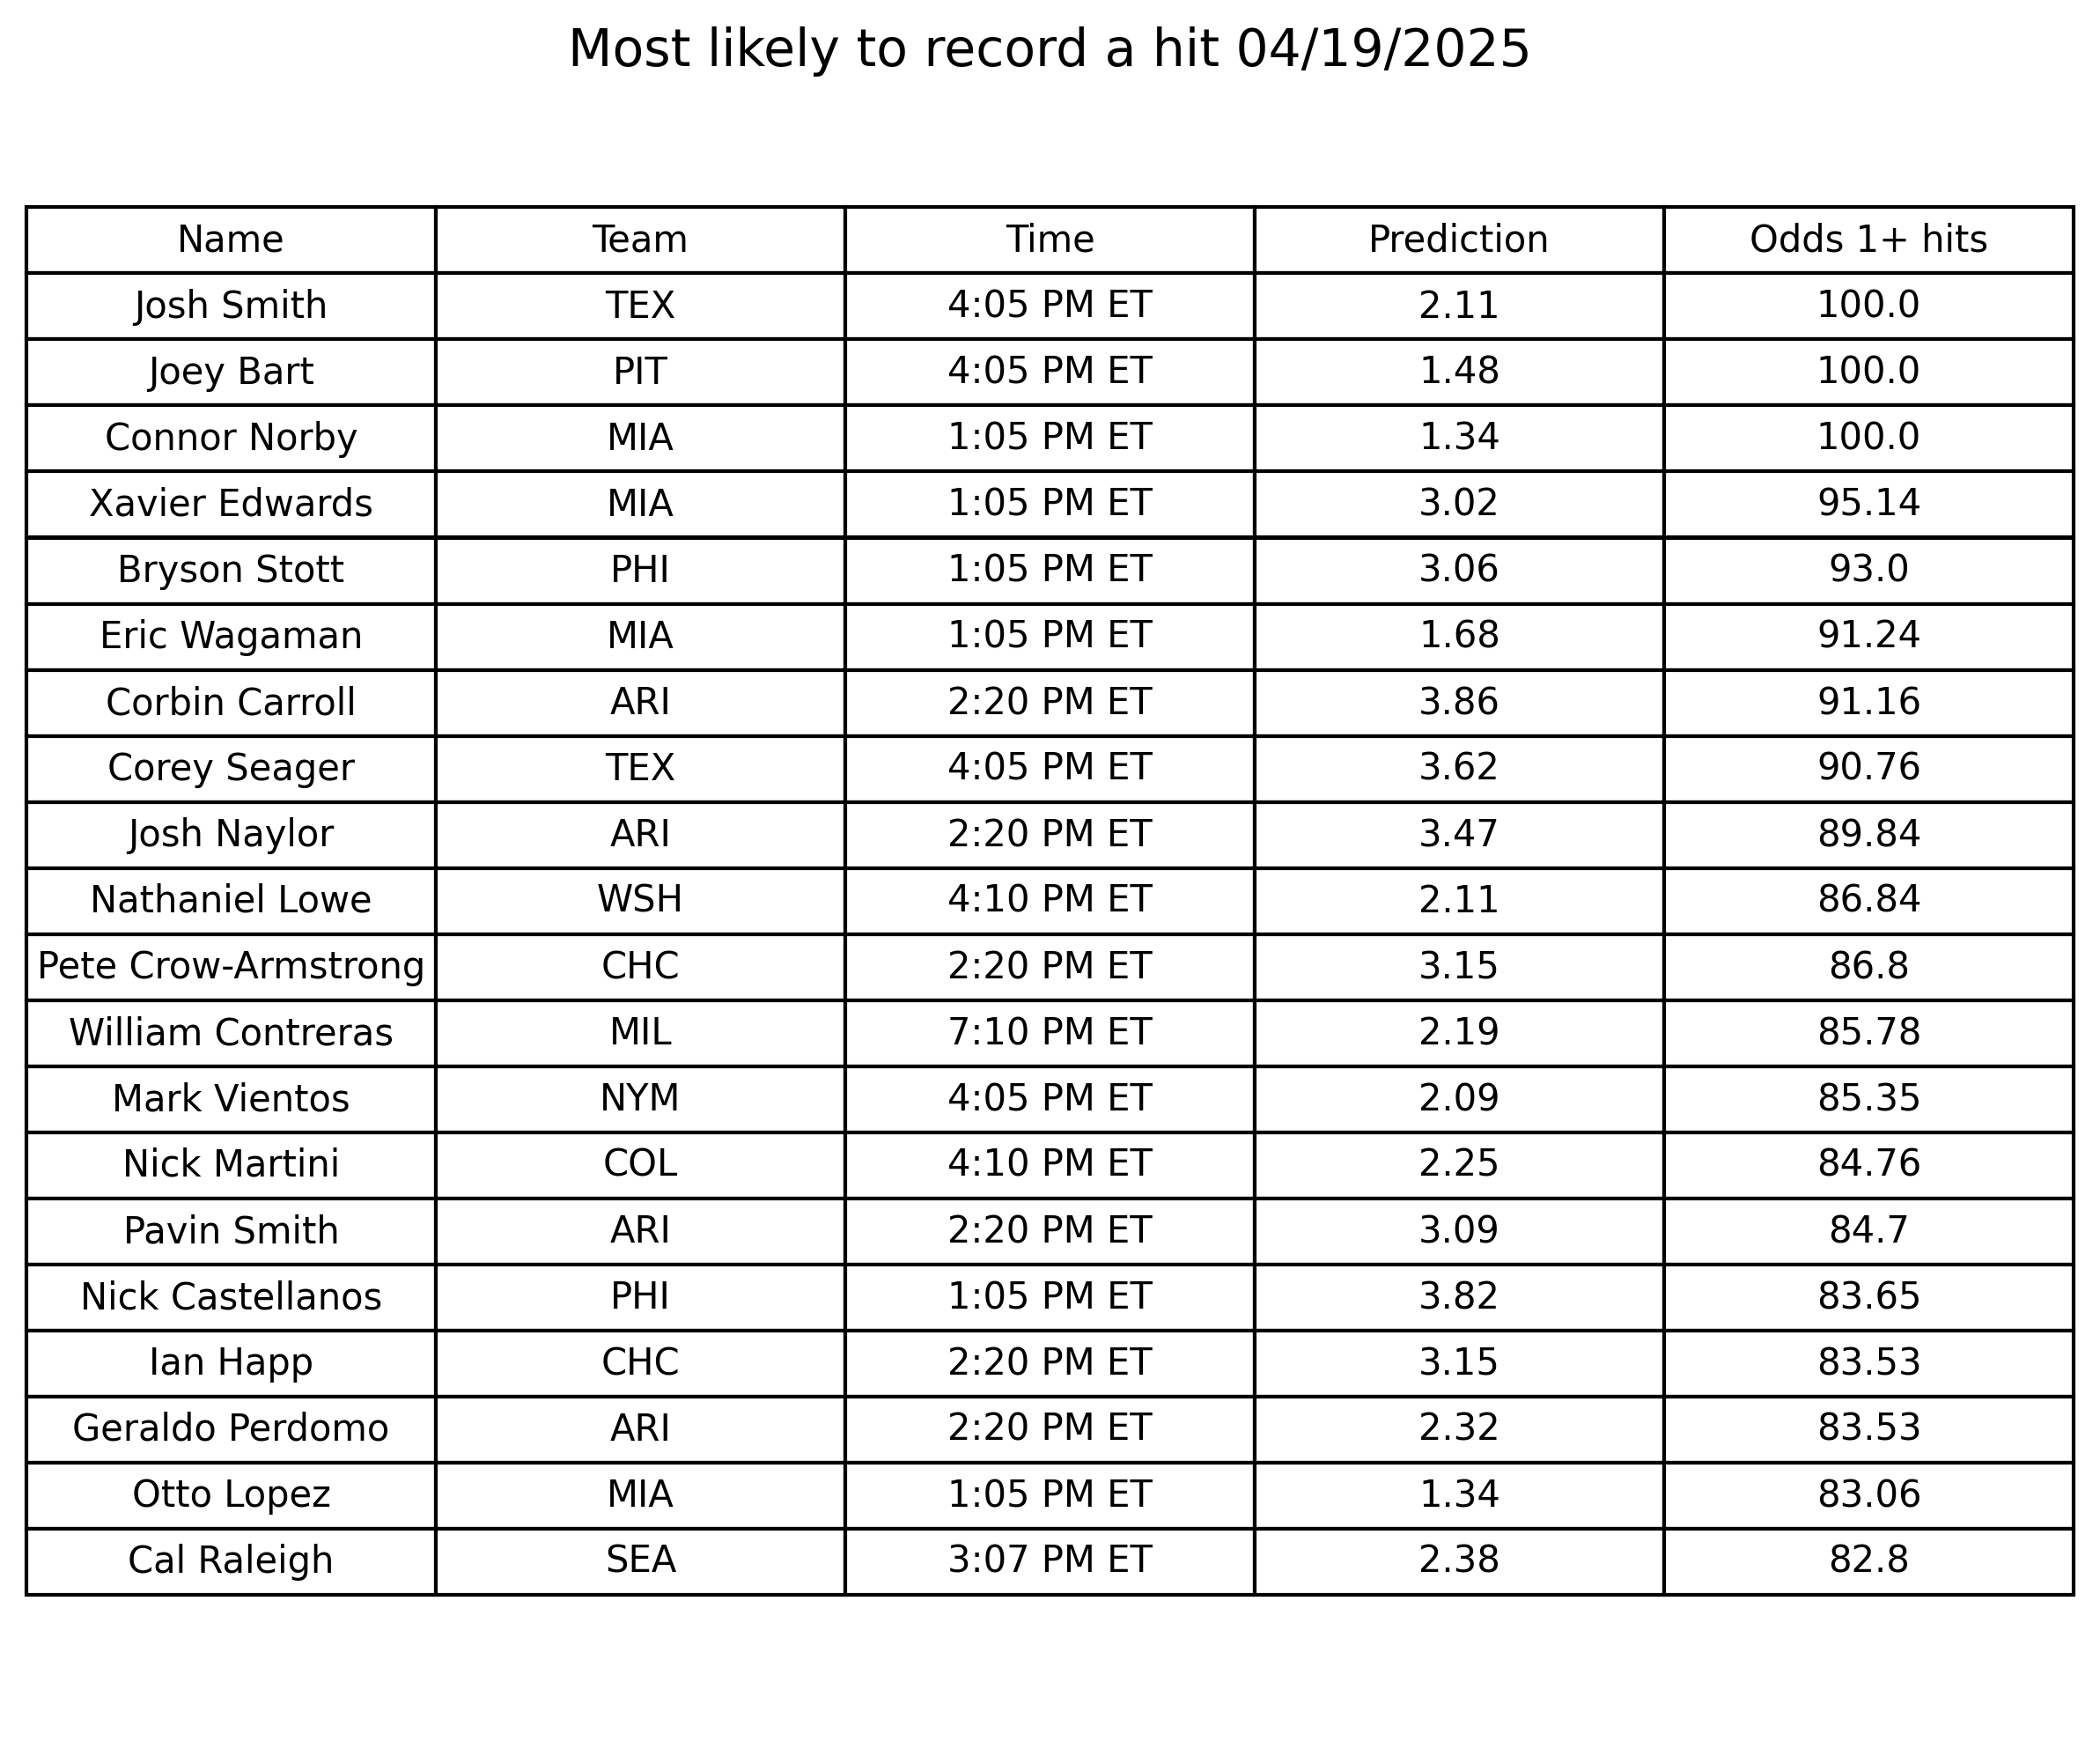 Most likely to record a hit 04/19/2025
Name Team Time Prediction Odds 1+ hits
Josh Smith TEX 4:05 PM ET 2.11 100.0
Joey Bart PIT 4:05 PM ET 1.48 100.0
Connor Norby MIA 1:05 PM ET 1.34 100.0
Xavier Edwards MIA 1:05 PM ET 3.02 95.14
Bryson Stott PHI 1:05 PM ET 3.06 93.0
Eric Wagaman MIA 1:05 PM ET 1.68 91.24
Corbin Carroll ARI 2:20 PM ET 3.86 91.16
Corey Seager TEX 4:05 PM ET 3.62 90.76
Josh Naylor ARI 2:20 PM ET 3.47 89.84
Nathaniel Lowe WSH 4:10 PM ET 2.11 86.84
Pete Crow-Armstrong CHC 2:20 PM ET 3.15 86.8
William Contreras MIL 7:10 PM ET 2.19 85.78
Mark Vientos NYM 4:05 PM ET 2.09 85.35
Nick Martini COL 4:10 PM ET 2.25 84.76
Pavin Smith ARI 2:20 PM ET 3.09 84.7
Nick Castellanos PHI 1:05 PM ET 3.82 83.65
Ian Happ CHC 2:20 PM ET 3.15 83.53
Geraldo Perdomo ARI 2:20 PM ET 2.32 83.53
Otto Lopez MIA 1:05 PM ET 1.34 83.06
Cal Raleigh SEA 3:07 PM ET 2.38 82.8